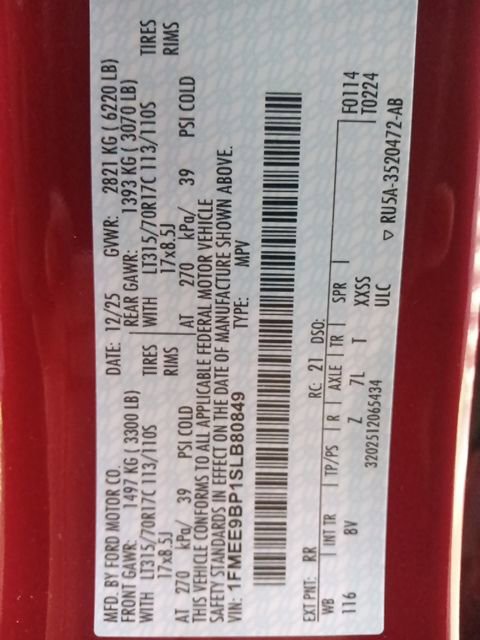 MFD. BY FORD MOTOR CO. DATE: 12/25 GVWR: 2821 KG ( 6220 LB)
FRONT GAWR: 1497 KG ( 3300 LB) REAR GAWR: 1393 KG ( 3070 LB)
WITH LT315/70R17C 113/110S TIRES WITH LT315/70R17C 113/110S TIRES
17x8.5J RIMS 17x8.5J RIMS
AT 270 kPa/ 39 PSI COLD AT 270 kPa/ 39 PSI COLD
THIS VEHICLE CONFORMS TO ALL APPLICABLE FEDERAL MOTOR VEHICLE
SAFETY STANDARDS IN EFFECT ON THE DATE OF MANUFACTURE SHOWN ABOVE.
VIN: 1FMEE9BP1SLB80849 TYPE: MPV
F0114
T0224
EXT PNT: RR RC: 21 DSO:
WB INT TR TP/PS R AXLE TR SPR
116 BV Z 7L T XXSS
ULC
3202512065434
▽ RU5A-3520472-AB